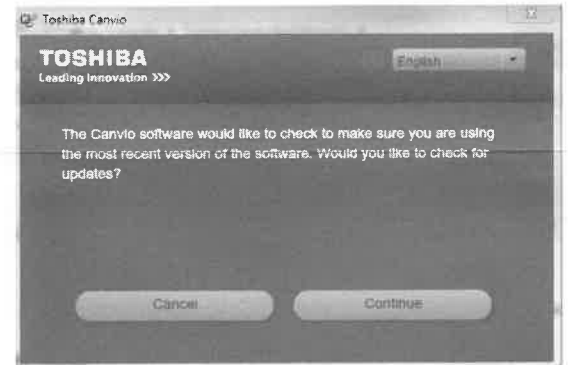 Toshiba Canvio
TOSHIBA
Leading Innovation >>>
English
The Canvio software would like to check to make sure you are using
the most recent version of the software. Would you like to check for
updates?
Cancel
Continue